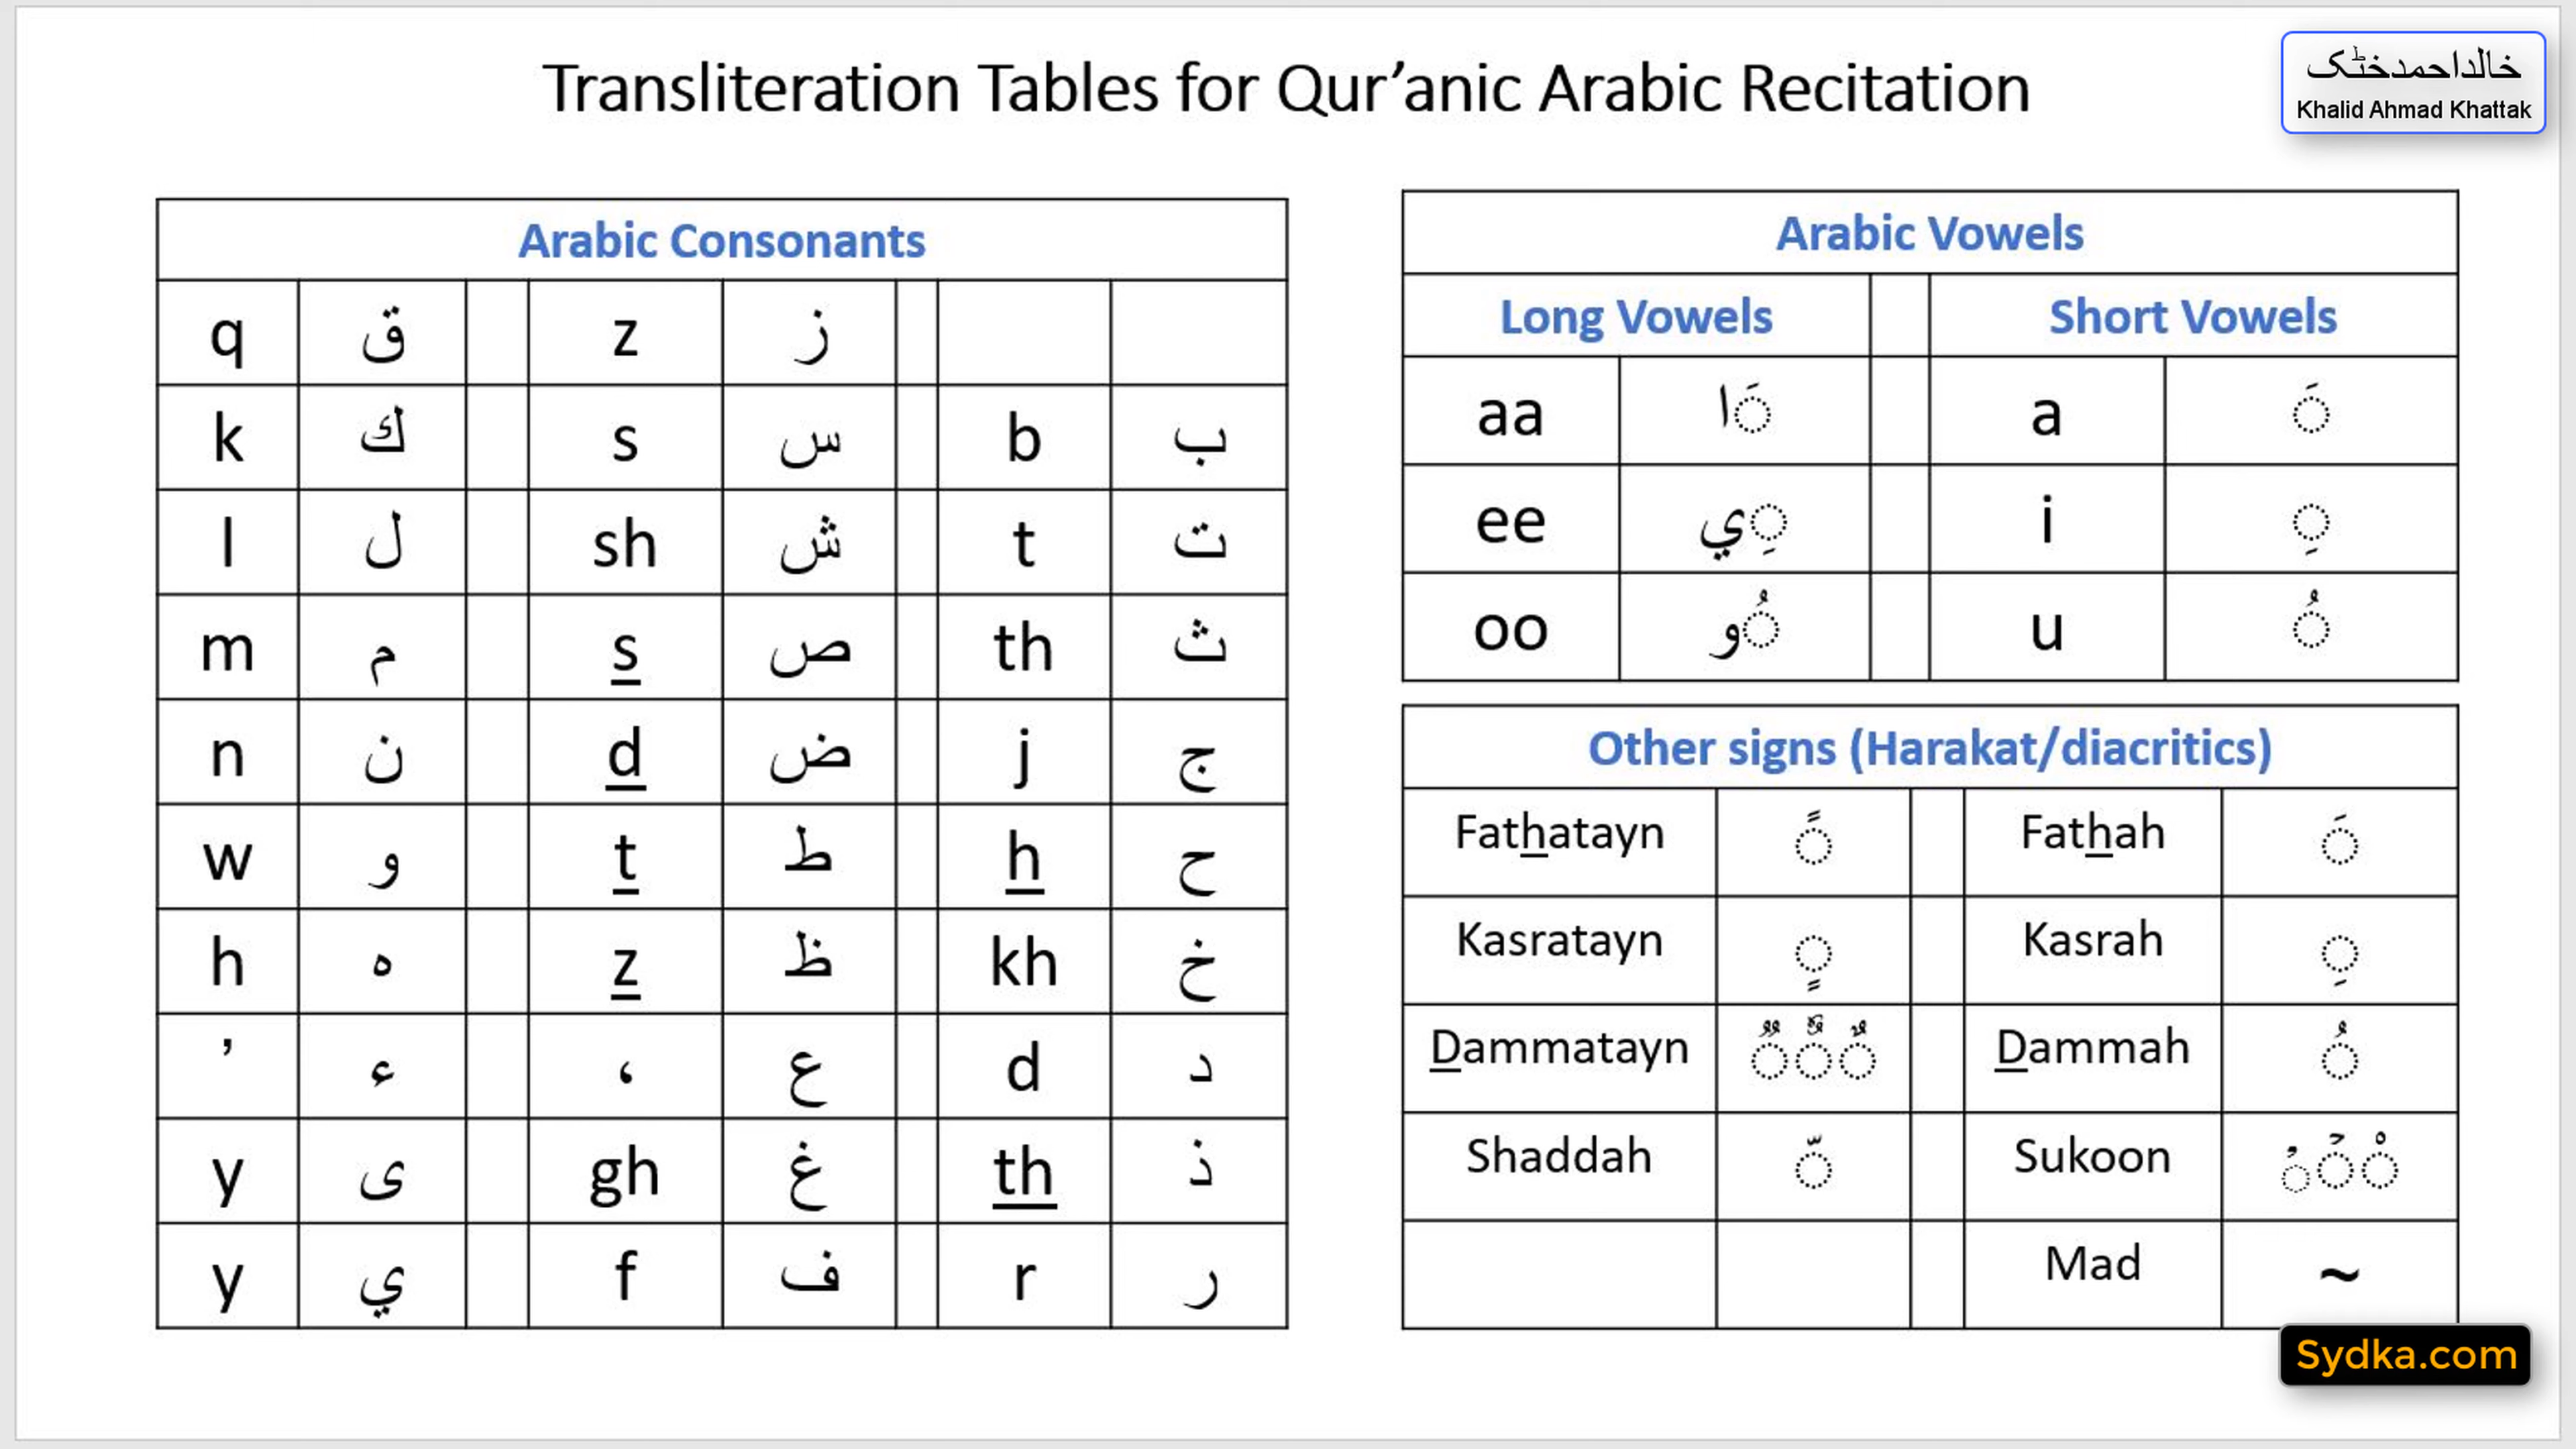 Transliteration Tables for Qur’anic Arabic Recitation
خالداحمدخٹک
Khalid Ahmad Khattak
Arabic Consonants
q ق z ز
k ك s س b ب
l ل sh ش t ت
m م s ص th ث
n ن d ض j ج
w و t ط h ح
h ه z ظ kh خ
’ ء ، ع d د
y ى gh غ th ذ
y ي f ف r ر
Arabic Vowels
Long Vowels Short Vowels
aa ◌َا a ◌َ
ee ◌ِي i ◌ِ
oo ◌ُو u ◌ُ
Other signs (Harakat/diacritics)
Fathatayn ◌ً Fathah ◌َ
Kasratayn ◌ٍ Kasrah ◌ِ
Dammatayn ◌ٌ Dammah ◌ُ
Shaddah ◌ّ Sukoon ◌ْ
Mad ~
Sydka.com